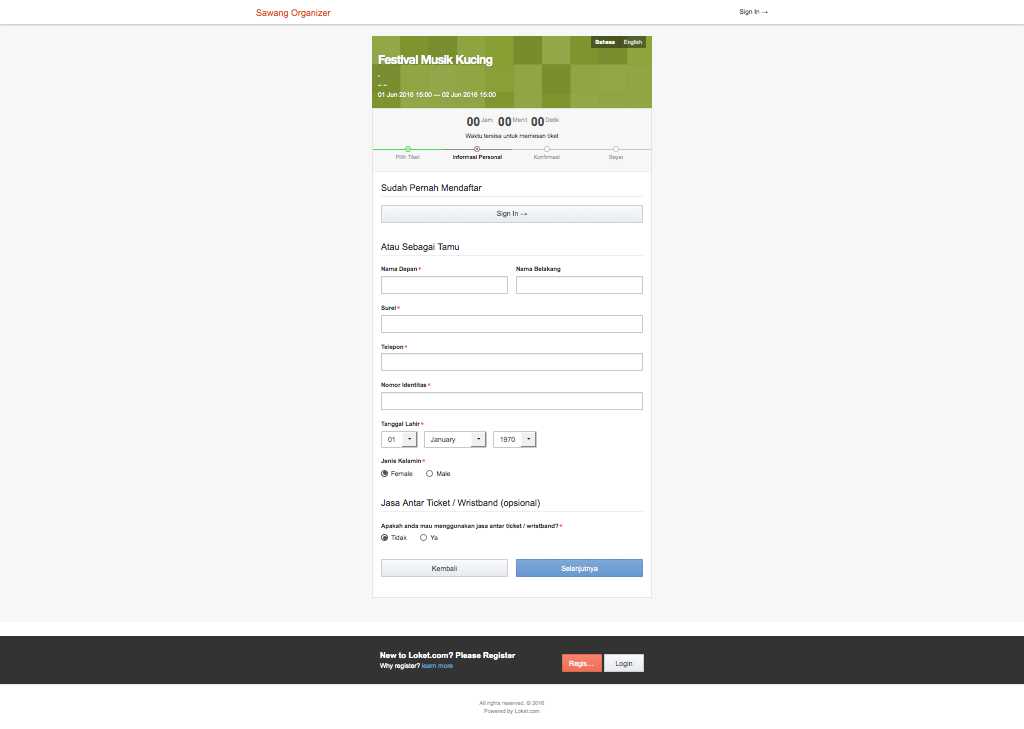 Sawang Organizer
Sign In →
Bahasa English
Festival Musik Kucing
-
-- --
01 Jun 2016 15:00 — 02 Jun 2016 15:00
00 Jam 00 Menit 00 Detik
Waktu tersisa untuk memesan tiket
Pilih Tiket Informasi Personal Konfirmasi Bayar
Sudah Pernah Mendaftar
Sign In →
Atau Sebagai Tamu
Nama Depan* Nama Belakang
Surel*
Telepon*
Nomor Identitas*
Tanggal Lahir*
01 January 1970
Jenis Kelamin*
Female Male
Jasa Antar Ticket / Wristband (opsional)
Apakah anda mau menggunakan jasa antar ticket / wristband?*
Tidak Ya
Kembali Selanjutnya
New to Loket.com? Please Register
Why register? learn more
Regis... Login
All rights reserved. © 2016
Powered by Loket.com